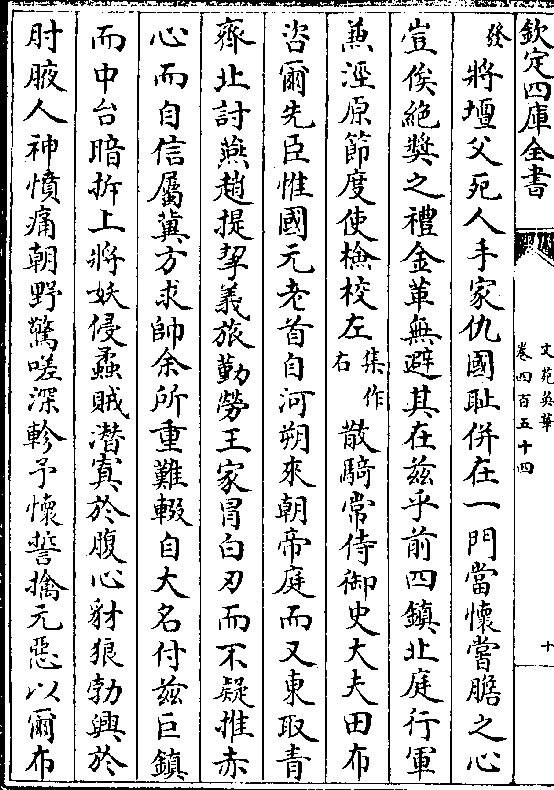 欽定四庫全書
文苑英華
卷四百五十四
十
發將壇父死人手家仇國恥併在一門當懷嘗膽之心
豈俟絶奬之禮金革無避其在兹乎前四鎮北庭行軍
兼涇原節度使檢校左集作右散騎常侍御史大夫田布
咨爾先臣惟國元老首自河朔來朝帝庭而又東取青
齊北討燕趙提挈義旅勤勞王家冒白刃而不疑推赤
心而自信屬冀方求帥余所重難輟自大名付兹巨鎮
而中台暗拆上將妖侵蟊賊潛寘於腹心豺狼勃興於
肘腋人神憤痛朝野驚嗟深軫予懷誓擒元惡以爾布